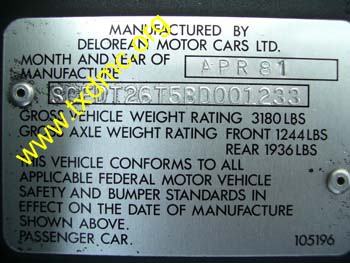 MANUFACTURED BY
DELOREAN MOTOR CARS LTD.
MONTH AND YEAR OF
MANUFACTURE
APR 81
26T5BD001233
GROSS VEHICLE WEIGHT RATING 3180 LBS
GROSS AXLE WEIGHT RATING FRONT 1244 LBS
REAR 1936 LBS
THIS VEHICLE CONFORMS TO ALL
APPLICABLE FEDERAL MOTOR VEHICLE
SAFETY AND BUMPER STANDARDS IN
EFFECT ON THE DATE OF MANUFACTURE
SHOWN ABOVE.
PASSENGER CAR.
105196
www.txdmc.org